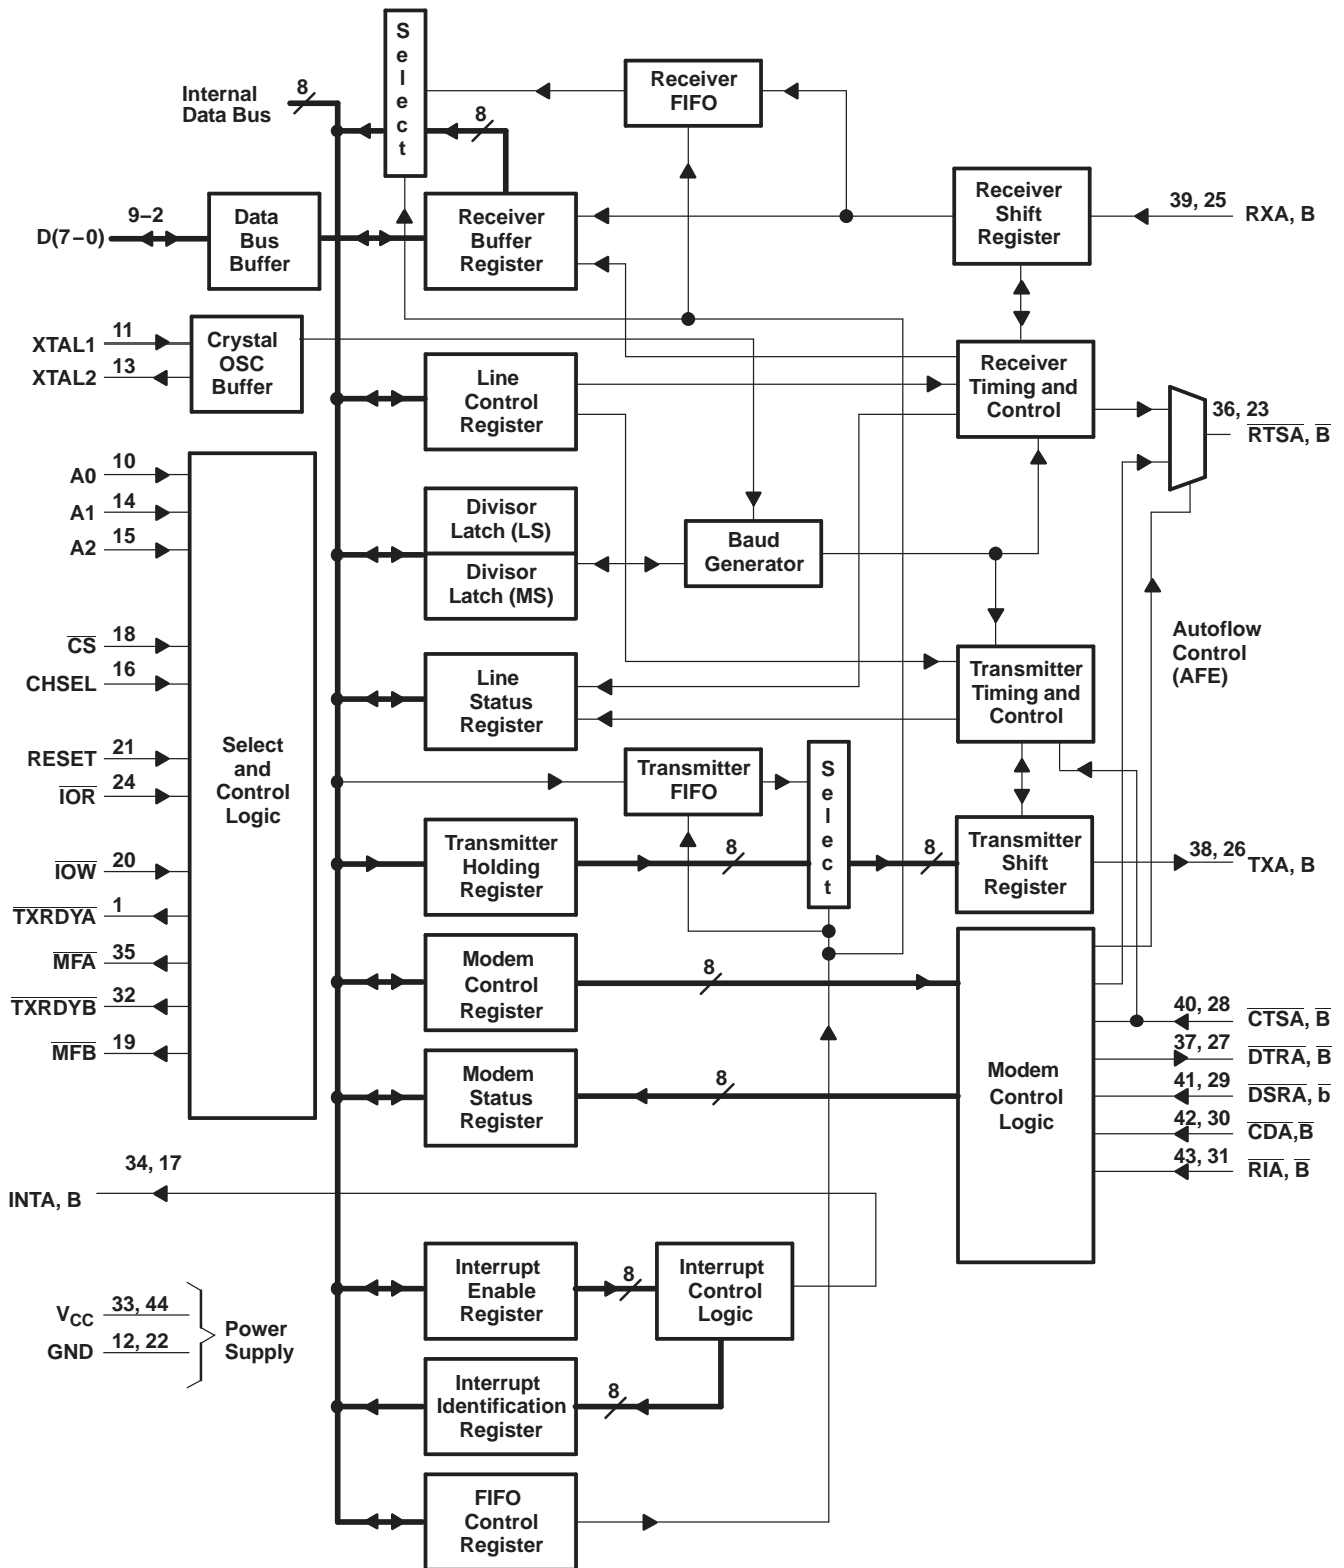 S
e
l
e
c
t
8
Internal
Data Bus
8
Receiver
FIFO
9–2
D(7–0)
Data
Bus
Buffer
Receiver
Buffer
Register
Receiver
Shift
Register
39, 25
RXA, B
11
XTAL1
13
XTAL2
Crystal
OSC
Buffer
Line
Control
Register
Receiver
Timing and
Control
36, 23
RTSA, B
10
A0
14
A1
15
A2
18
CS
16
CHSEL
21
RESET
24
IOR
20
IOW
1
TXRDYA
35
MFA
32
TXRDYB
19
MFB
Select
and
Control
Logic
Divisor
Latch (LS)
Divisor
Latch (MS)
Baud
Generator
Autoflow
Control
(AFE)
Line
Status
Register
Transmitter
Timing and
Control
Transmitter
FIFO
S
e
l
e
c
t
Transmitter
Holding
Register
8
8
Transmitter
Shift
Register
38, 26
TXA, B
Modem
Control
Register
8
Modem
Status
Register
8
Modem
Control
Logic
40, 28
CTSA, B
37, 27
DTRA, B
41, 29
DSRA, b
42, 30
CDA,B
43, 31
RIA, B
34, 17
INTA, B
Interrupt
Enable
Register
8
Interrupt
Control
Logic
VCC
33, 44
GND
12, 22
Power
Supply
Interrupt
Identification
Register
8
FIFO
Control
Register